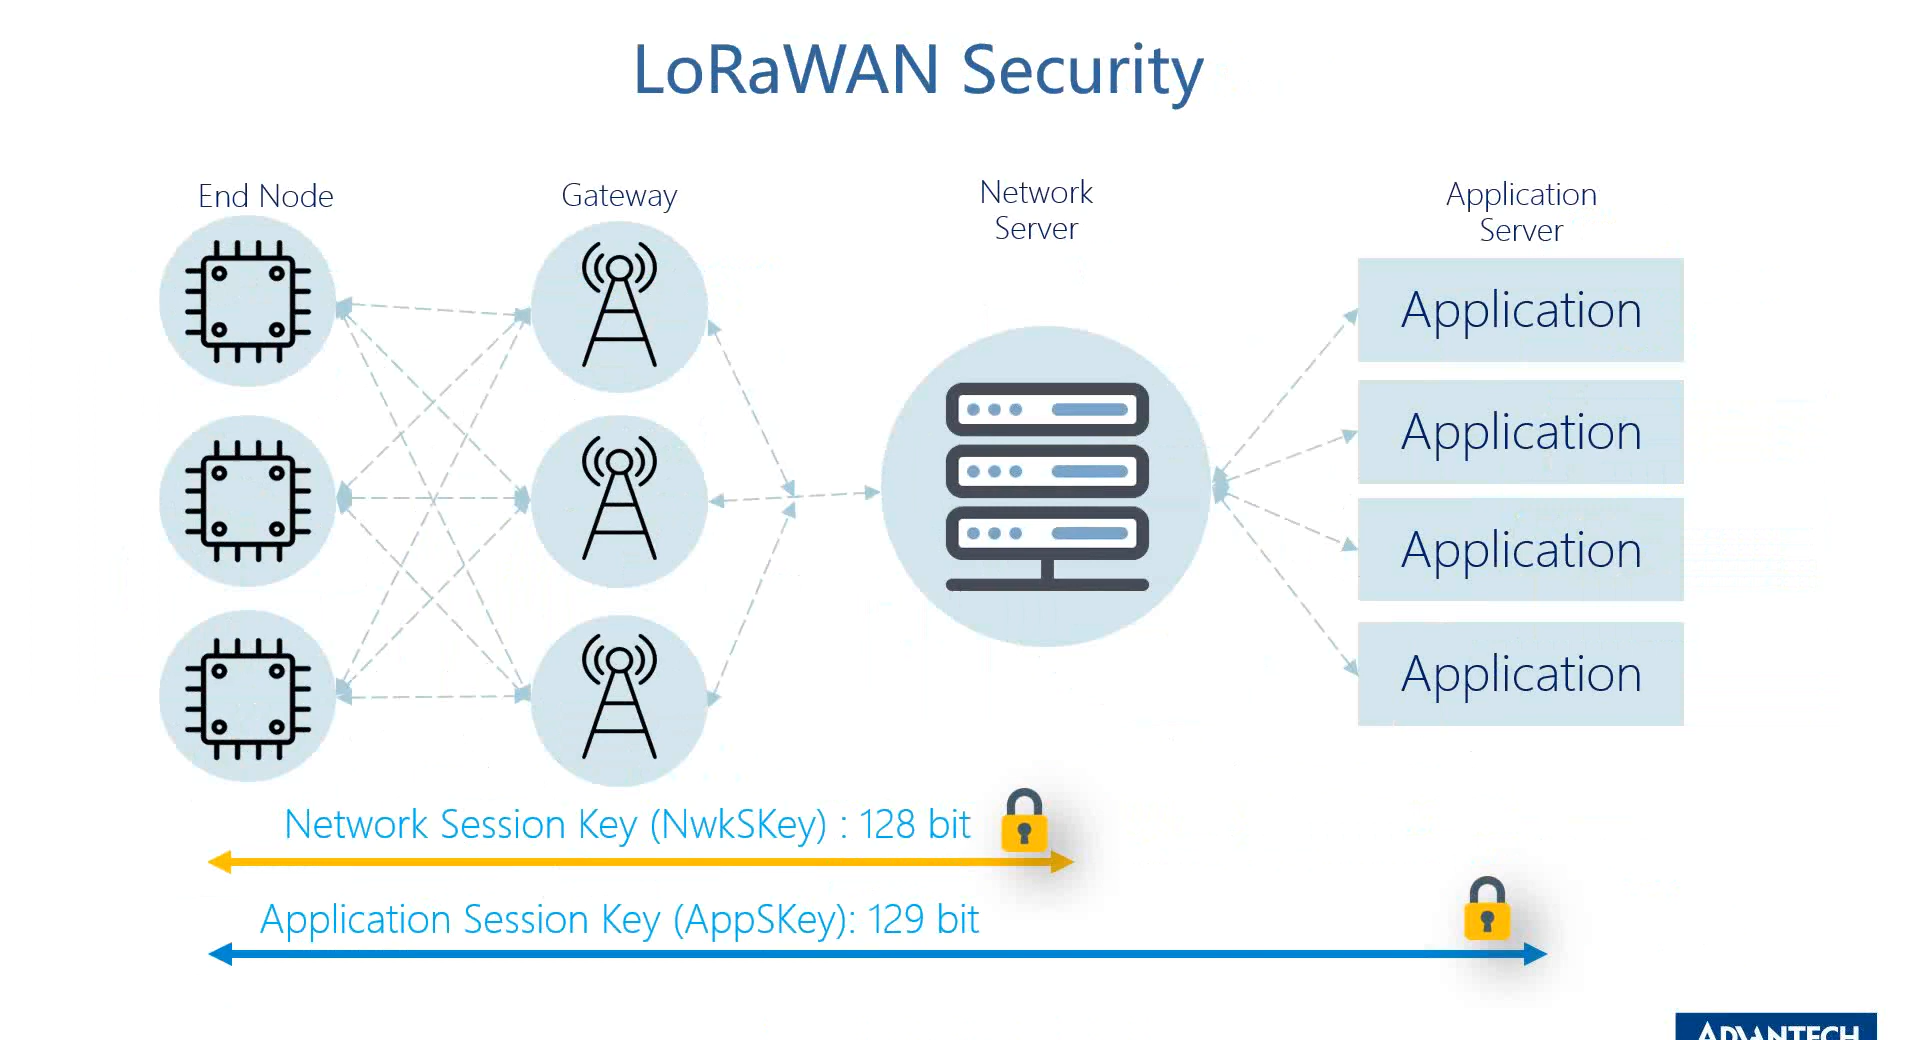 LoRaWAN Security
End Node
Gateway
Network
Server
Application
Server
Application
Application
Application
Application
Network Session Key (NwkSKey) : 128 bit
Application Session Key (AppSKey): 129 bit
ADVANTECH